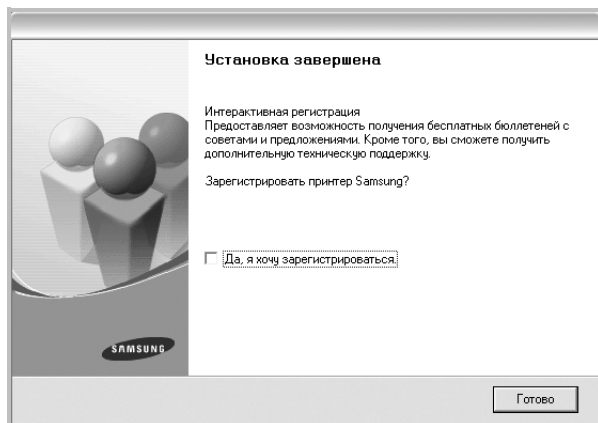 Установка завершена
Интерактивная регистрация
Предоставляет возможность получения бесплатных бюллетеней с
советами и предложениями. Кроме того, вы сможете получить
дополнительную техническую поддержку.
Зарегистрировать принтер Samsung?
Да, я хочу зарегистрироваться.
SAMSUNG
Готово